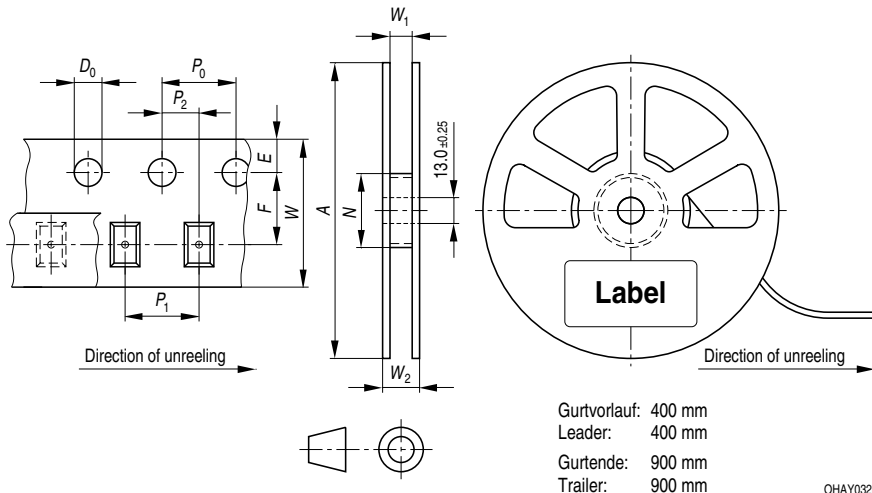 W1
D0
P0
P2
E
F
W
A
N
13.0±0.25
P1
Label
Direction of unreeling
W2
Direction of unreeling
Gurtvorlauf: 400 mm
Leader: 400 mm
Gurtende: 900 mm
Trailer: 900 mm
OHAY032